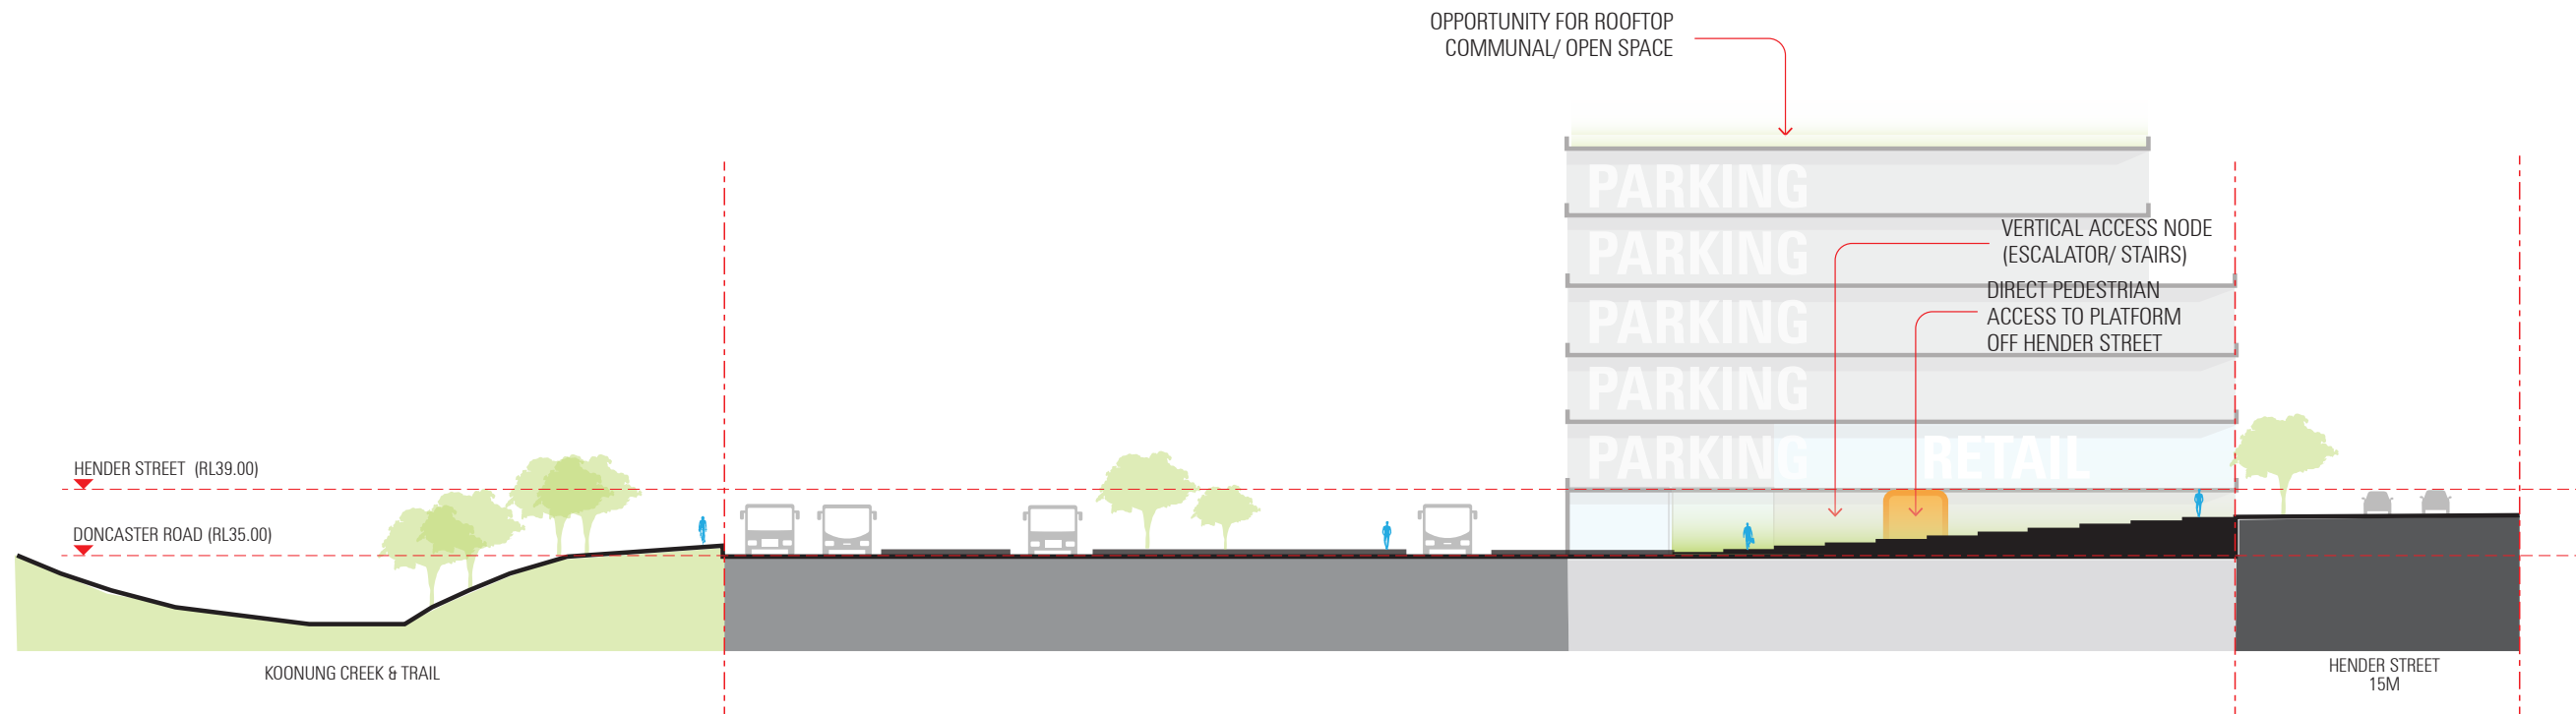 OPPORTUNITY FOR ROOFTOP
COMMUNAL/ OPEN SPACE
PARKING
PARKING
VERTICAL ACCESS NODE
(ESCALATOR/ STAIRS)
DIRECT PEDESTRIAN
ACCESS TO PLATFORM
OFF HENDER STREET
PARKING
PARKING
PARKING RETAIL
HENDER STREET (RL39.00)
DONCASTER ROAD (RL35.00)
KOONUNG CREEK & TRAIL
HENDER STREET
15M